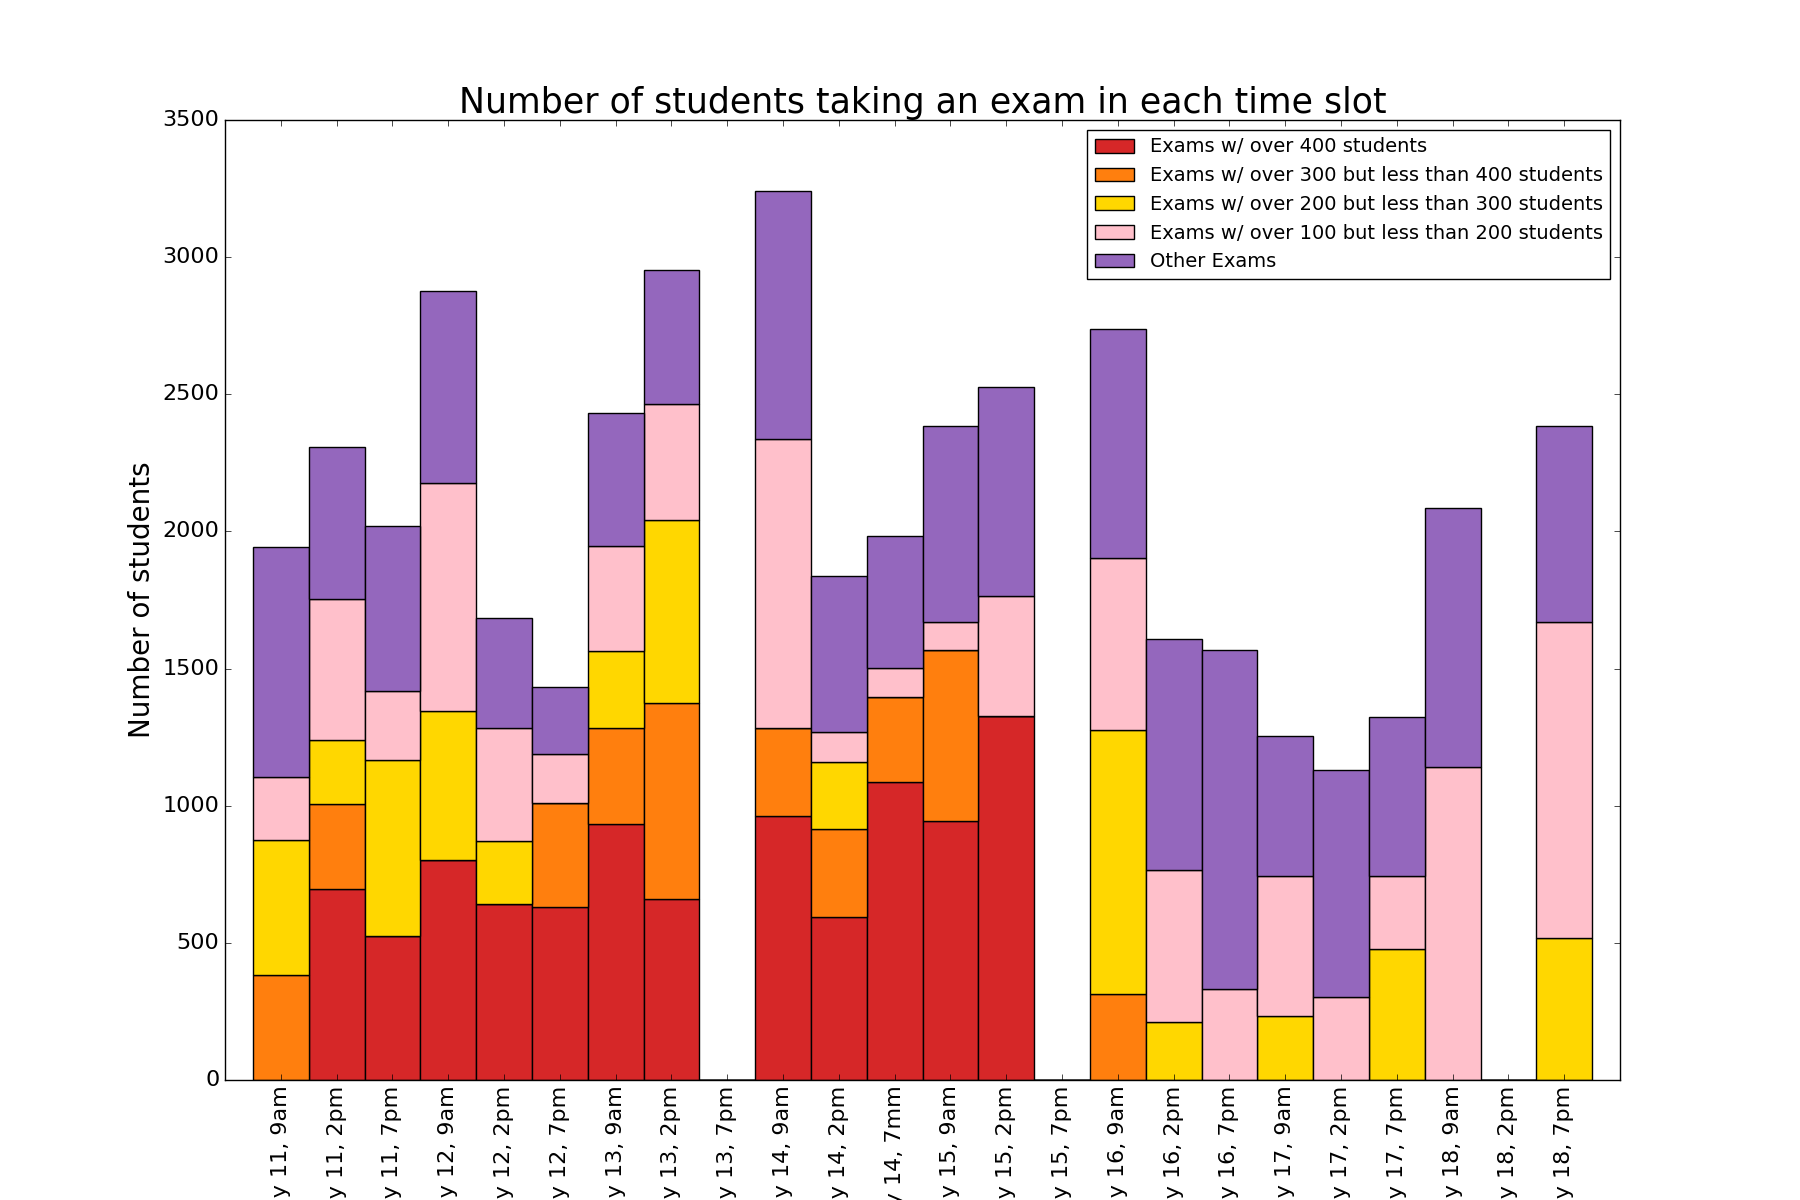 Number of students taking an exam in each time slot
Exams w/ over 400 students
Exams w/ over 300 but less than 400 students
Exams w/ over 200 but less than 300 students
Exams w/ over 100 but less than 200 students
Other Exams
Number of students
3500
3000
2500
2000
1500
1000
500
0
y 11, 9am
y 11, 2pm
y 11, 7pm
y 12, 9am
y 12, 2pm
y 12, 7pm
y 13, 9am
y 13, 2pm
y 13, 7pm
y 14, 9am
y 14, 2pm
y 14, 7mm
y 15, 9am
y 15, 2pm
y 15, 7pm
y 16, 9am
y 16, 2pm
y 16, 7pm
y 17, 9am
y 17, 2pm
y 17, 7pm
y 18, 9am
y 18, 2pm
y 18, 7pm